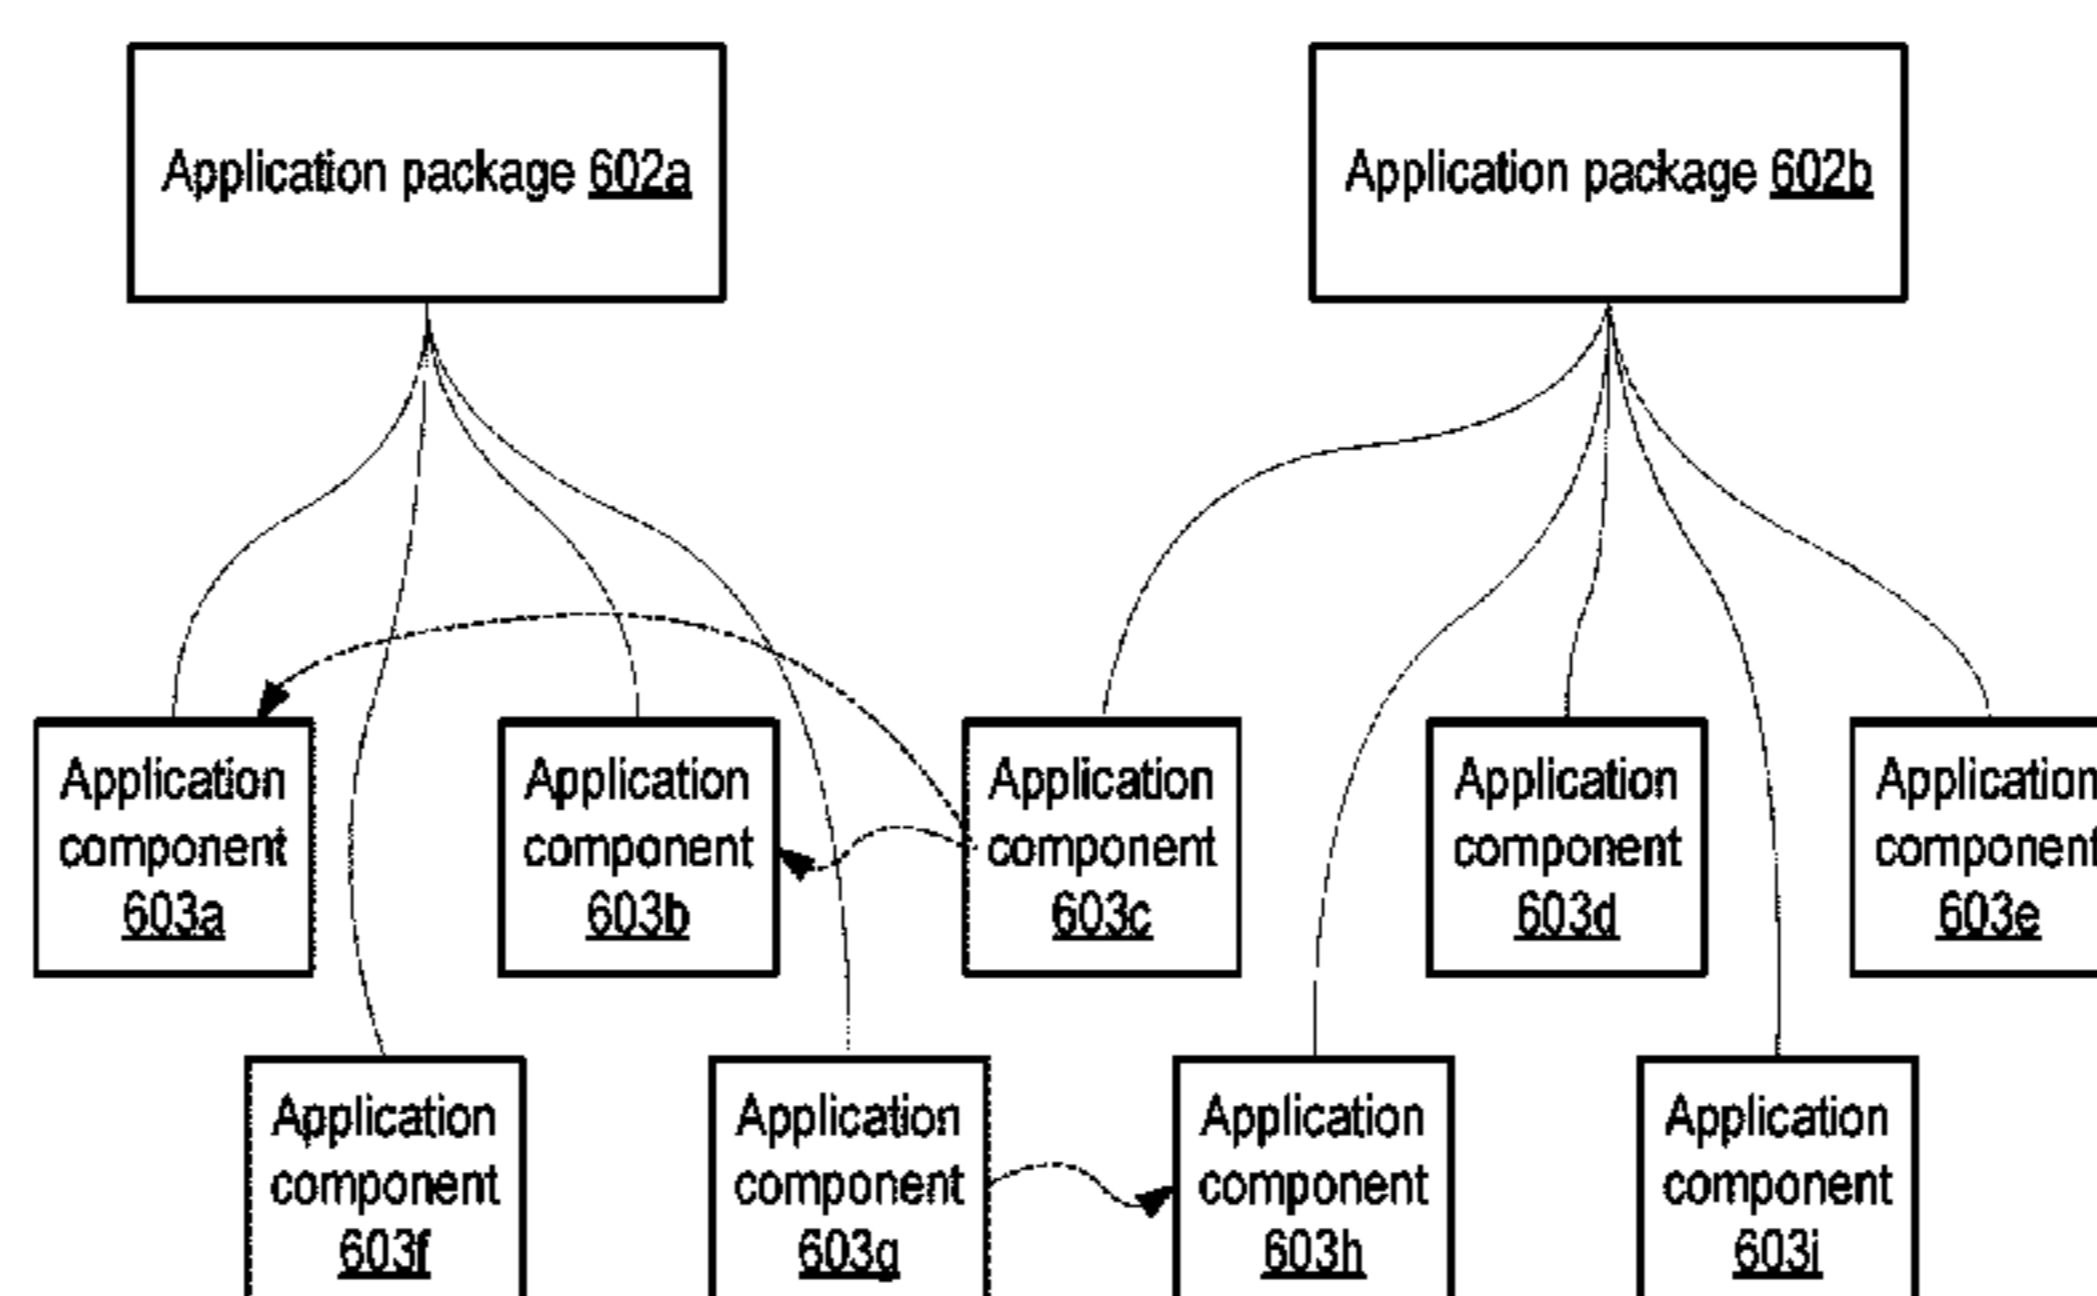 Application package 602a
Application package 602b
Application
component
603a
Application
component
603b
Application
component
603c
Application
component
603d
Application
component
603e
Application
component
603f
Application
component
603g
Application
component
603h
Application
component
603i